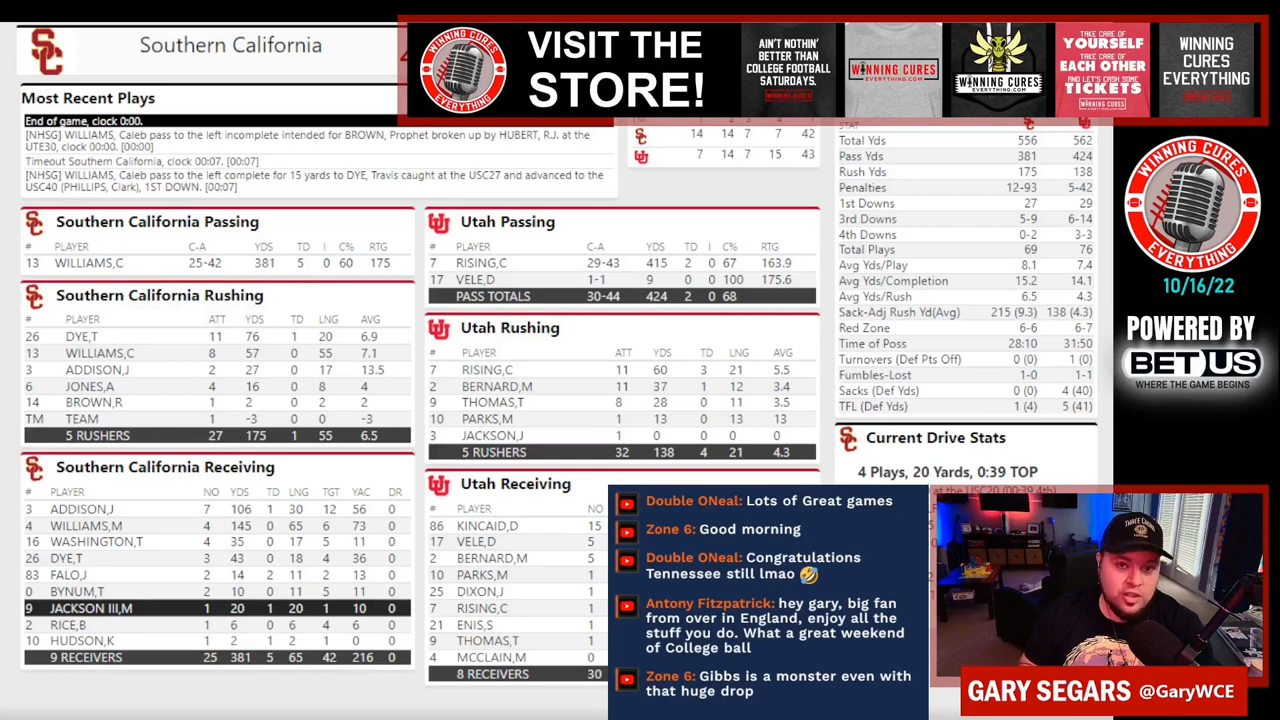 Southern California
WINNING CURES
EVERYTHING
VISIT THE
STORE!
AIN'T NOTHIN'
BETTER THAN
COLLEGE FOOTBALL
SATURDAYS.
WINNING CURES
WINNING CURES
EVERYTHING.COM
WINNING CURES
EVERYTHING.COM
TAKE CARE OF
YOURSELF
TAKE CARE OF
EACH OTHER
AND LET'S CASH SOME
TICKETS
WINNING CURES
WINNING
CURES
EVERYTHING
Most Recent Plays
End of game, clock 0:00.
[NHSG] WILLIAMS, Caleb pass to the left incomplete intended for BROWN, Prophet broken up by HUBERT, R.J. at the
UTE30, clock 00:00. [00:00]
Timeout Southern California, clock 00:07. [00:07]
[NHSG] WILLIAMS, Caleb pass to the left complete for 15 yards to DYE, Travis caught at the USC27 and advanced to the
USC40 (PHILLIPS, Clark), 1ST DOWN. [00:07]
14 14 7 7 42
7 14 7 15 43
Southern California Passing
# PLAYER C-A YDS TD I C% RTG
13 WILLIAMS,C 25-42 381 5 0 60 175
Southern California Rushing
# PLAYER ATT YDS TD LNG AVG
26 DYE,T 11 76 1 20 6.9
13 WILLIAMS,C 8 57 0 55 7.1
3 ADDISON,J 2 27 0 17 13.5
6 JONES,A 4 16 0 8 4
14 BROWN,R 1 2 0 2 2
TM TEAM 1 -3 0 0 -3
5 RUSHERS 27 175 1 55 6.5
Southern California Receiving
# PLAYER NO YDS TD LNG TGT YAC DR
3 ADDISON,J 7 106 1 30 12 56 0
4 WILLIAMS,M 4 145 0 65 6 73 0
16 WASHINGTON,T 4 35 0 17 5 11 0
26 DYE,T 3 43 0 18 4 36 0
83 FALO,J 2 14 2 11 2 13 0
0 BYNUM,T 2 10 0 11 5 11 0
9 JACKSON III,M 1 20 1 20 1 10 0
2 RICE,B 1 6 0 6 4 6 0
10 HUDSON,K 1 2 1 2 1 0 0
9 RECEIVERS 25 381 5 65 42 216 0
Utah Passing
# PLAYER C-A YDS TD I C% RTG
7 RISING,C 29-43 415 2 0 67 163.9
17 VELE,D 1-1 9 0 0 100 175.6
PASS TOTALS 30-44 424 2 0 68
Utah Rushing
# PLAYER ATT YDS TD LNG AVG
7 RISING,C 11 60 3 21 5.5
2 BERNARD,M 11 37 1 12 3.4
9 THOMAS,T 8 28 0 11 3.5
10 PARKS,M 1 13 0 13 13
3 JACKSON,J 1 0 0 0 0
5 RUSHERS 32 138 4 21 4.3
Utah Receiving
# PLAYER NO
86 KINCAID,D 15
17 VELE,D 5
2 BERNARD,M 5
10 PARKS,M 1
25 DIXON,J 1
7 RISING,C 1
21 ENIS,S 1
9 THOMAS,T 1
4 MCCLAIN,M 0
8 RECEIVERS 30
STAT
Total Yds 556 562
Pass Yds 381 424
Rush Yds 175 138
Penalties 12-93 5-42
1st Downs 27 29
3rd Downs 5-9 6-14
4th Downs 0-2 3-3
Total Plays 69 76
Avg Yds/Play 8.1 7.4
Avg Yds/Completion 15.2 14.1
Avg Yds/Rush 6.5 4.3
Sack-Adj Rush Yd(Avg) 215 (9.3) 138 (4.3)
Red Zone 6-6 6-7
Time of Poss 28:10 31:50
Turnovers (Def Pts Off) 0 (0) 1 (0)
Fumbles-Lost 1-0 1-1
Sacks (Def Yds) 0 (0) 4 (40)
TFL (Def Yds) 1 (4) 5 (41)
Current Drive Stats
4 Plays, 20 Yards, 0:39 TOP
at the USC20 (00:39 4th)
Double ONeal: Lots of Great games
Zone 6: Good morning
Double ONeal: Congratulations
Tennessee still lmao 🤣
Antony Fitzpatrick: hey gary, big fan
from over in England, enjoy all the
stuff you do. What a great weekend
of College ball
Zone 6: Gibbs is a monster even with
that huge drop
WINNING CURES
EVERYTHING
10/16/22
POWERED BY
BETUS
WHERE THE GAME BEGINS
GARY SEGARS @GaryWCE